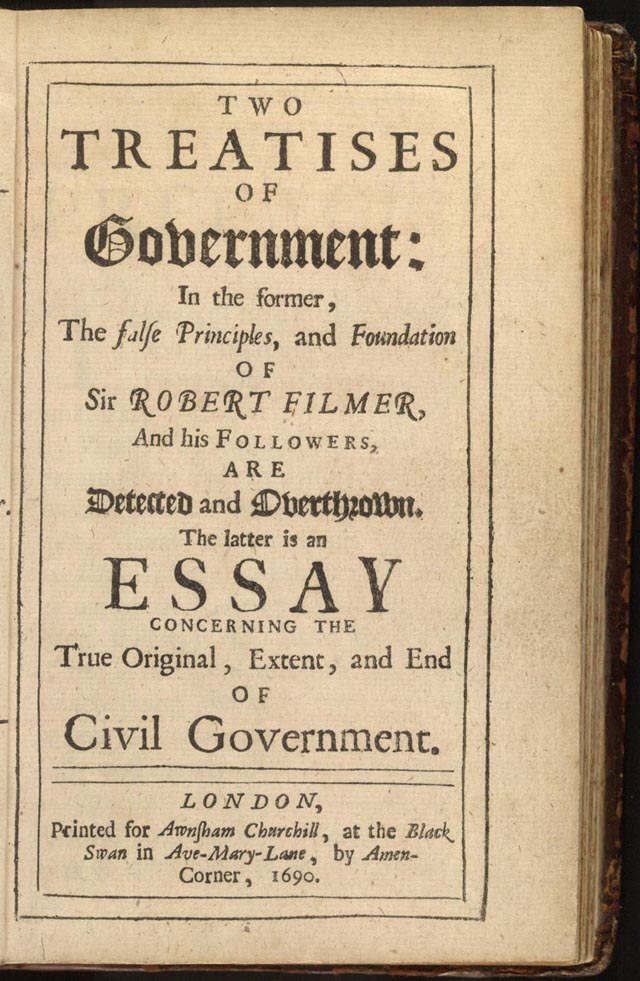 TWO
TREATISES
OF
Government:
In the former,
The falſe Principles, and Foundation
OF
Sir ROBERT FILMER,
And his FOLLOWERS,
ARE
Detected and Overthrown.
The latter is an
ESSAY
CONCERNING THE
True Original, Extent, and End
OF
Civil Government.
LONDON,
Printed for Awnſham Churchill, at the Black
Swan in Ave-Mary-Lane, by Amen-
Corner, 1690.